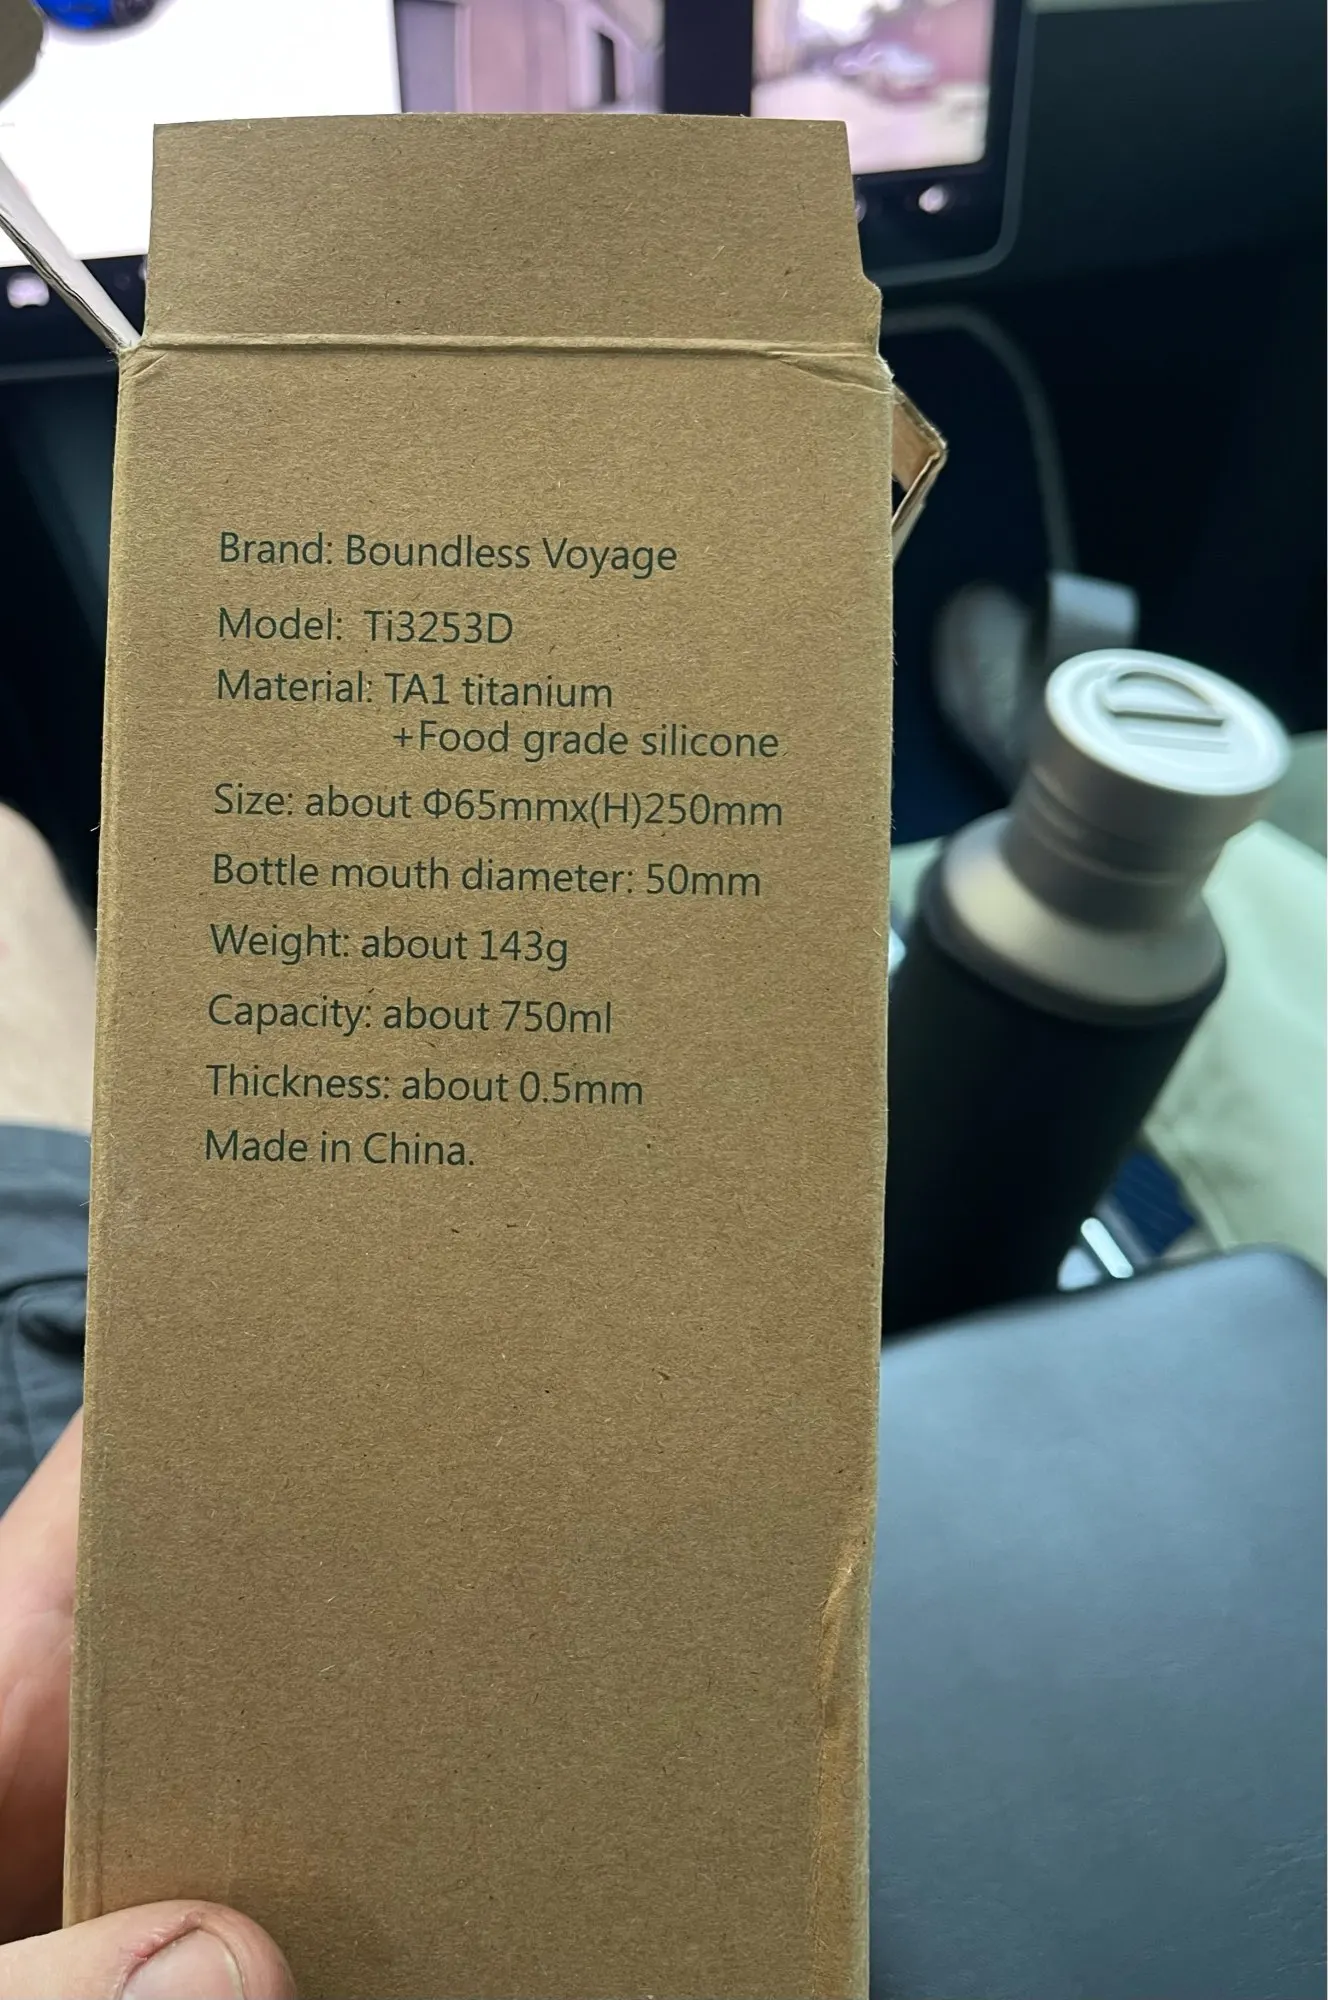 Brand: Boundless Voyage
Model: Ti3253D
Material: TA1 titanium
+Food grade silicone
Size: about Φ65mmx(H)250mm
Bottle mouth diameter: 50mm
Weight: about 143g
Capacity: about 750ml
Thickness: about 0.5mm
Made in China.